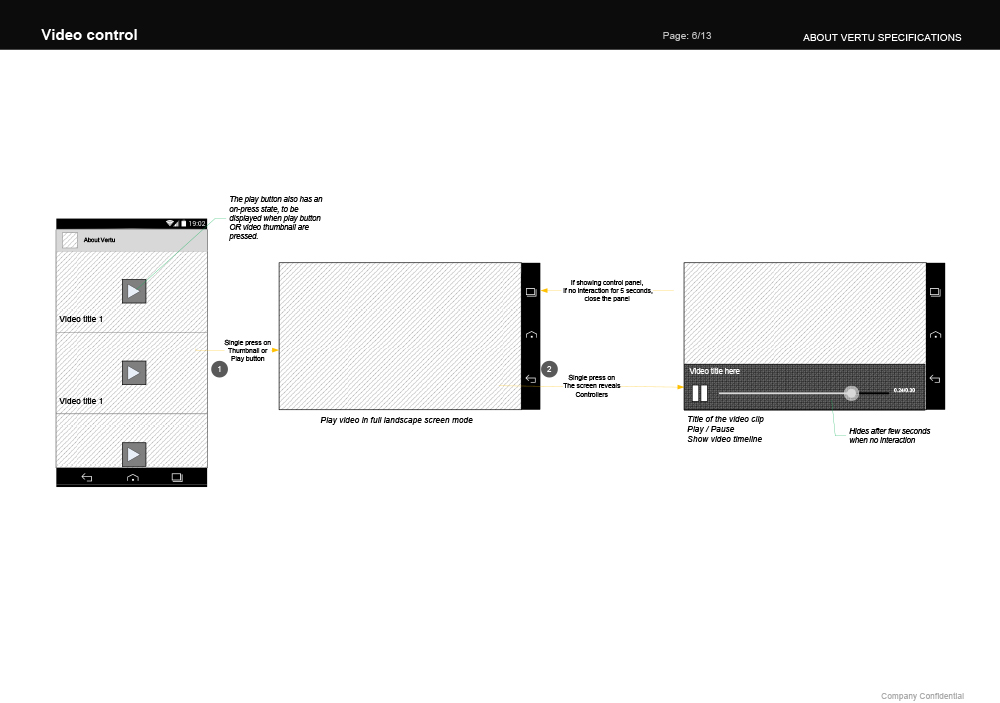 Video control
Page: 6/13
ABOUT VERTU SPECIFICATIONS
The play button also has an
on-press state, to be
displayed when play button
OR video thumbnail are
pressed.
19:02
About Vertu
Video title 1
Video title 1
Single press on
Thumbnail or
Play button
1
Play video in full landscape screen mode
If showing control panel,
if no interaction for 5 seconds,
close the panel
2
Single press on
The screen reveals
Controllers
Video title here
0.24/0.30
Title of the video clip
Play / Pause
Show video timeline
Hides after few seconds
when no interaction
Company Confidential